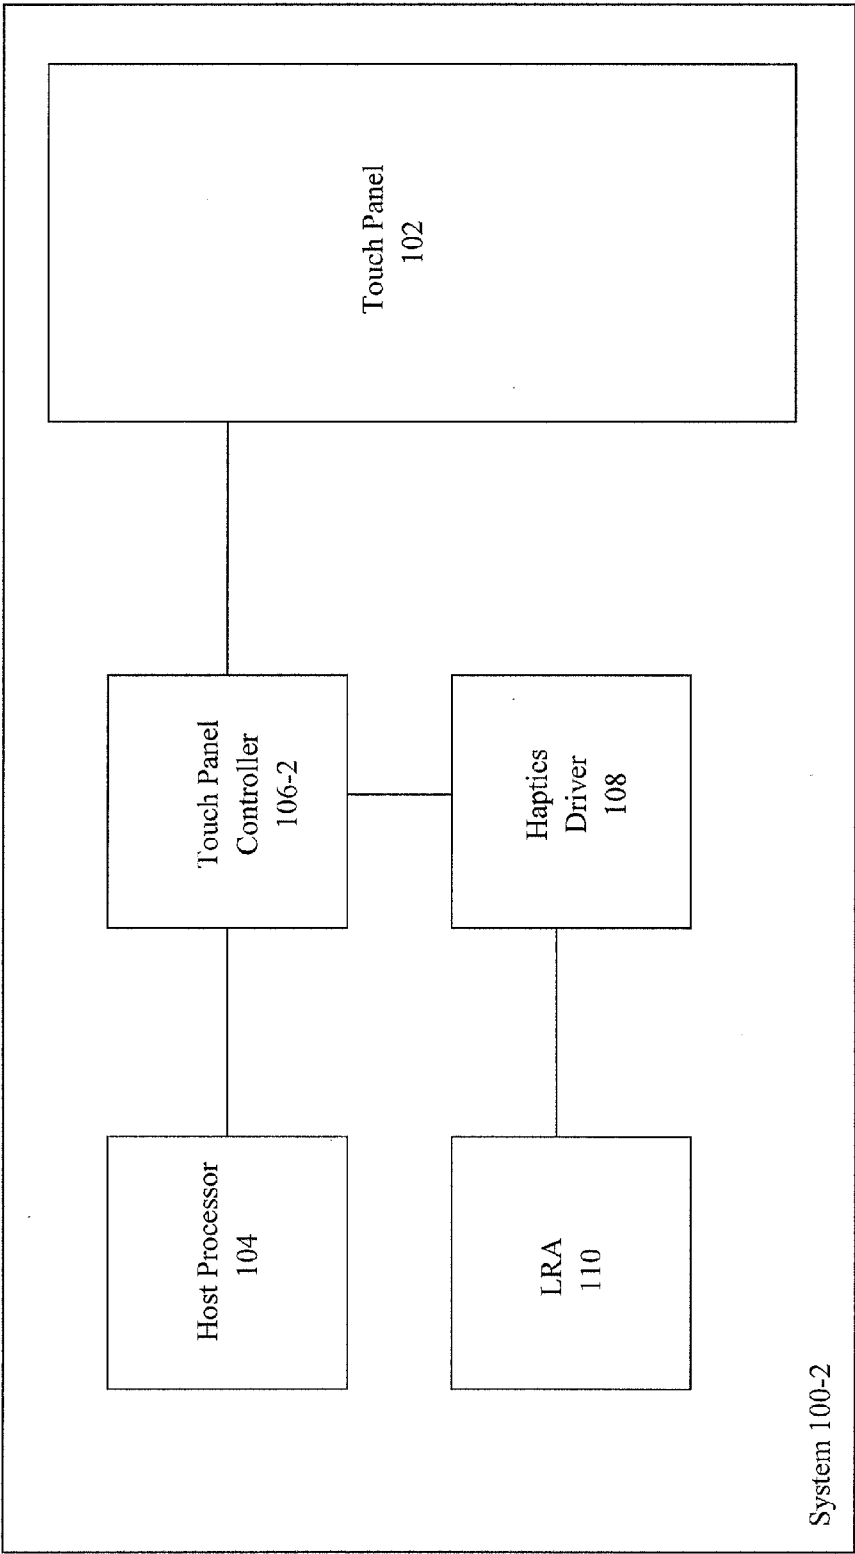 Host Processor
104
Touch Panel
Controller
106-2
Touch Panel
102
LRA
110
Haptics
Driver
108
System 100-2